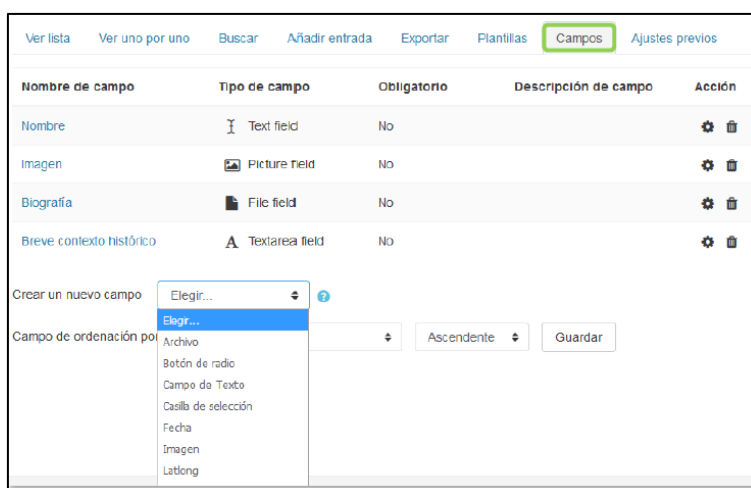 Ver lista Ver uno por uno Buscar Añadir entrada Exportar Plantillas Campos Ajustes previos
Nombre de campo Tipo de campo Obligatorio Descripción de campo Acción
Nombre Text field No
Imagen Picture field No
Biografía File field No
Breve contexto histórico Textarea field No
Crear un nuevo campo Elegir...
Elegir...
Campo de ordenación por Ascendente Guardar
Archivo
Botón de radio
Campo de Texto
Casilla de selección
Fecha
Imagen
Latlong